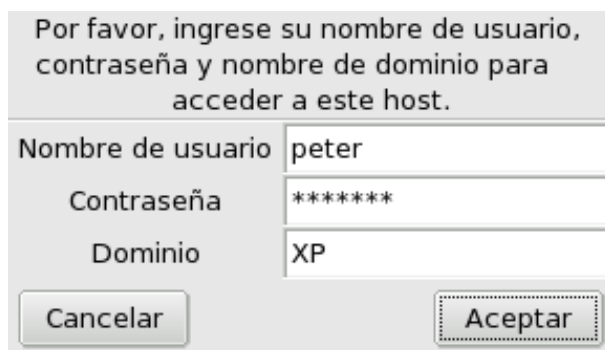 Por favor, ingrese su nombre de usuario,
contraseña y nombre de dominio para
acceder a este host.
Nombre de usuario peter
Contraseña *******
Dominio XP
Cancelar Aceptar